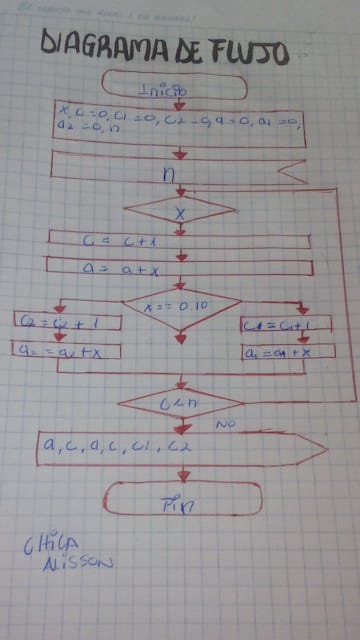 DIAGRAMA DE FLUJO
Inicio
x, c=0, c1=0, c2=0, a=0, a1=0,
a2=0, n
n
x
c = c+1
a = a+x
x == 0.10
c2 = c2 + 1
c1 = c1+1
a2 = a2+x
a1 = a1+x
c<n
NO
a, c, a, c, c1, c2
Fin
CHICA
ALISSON